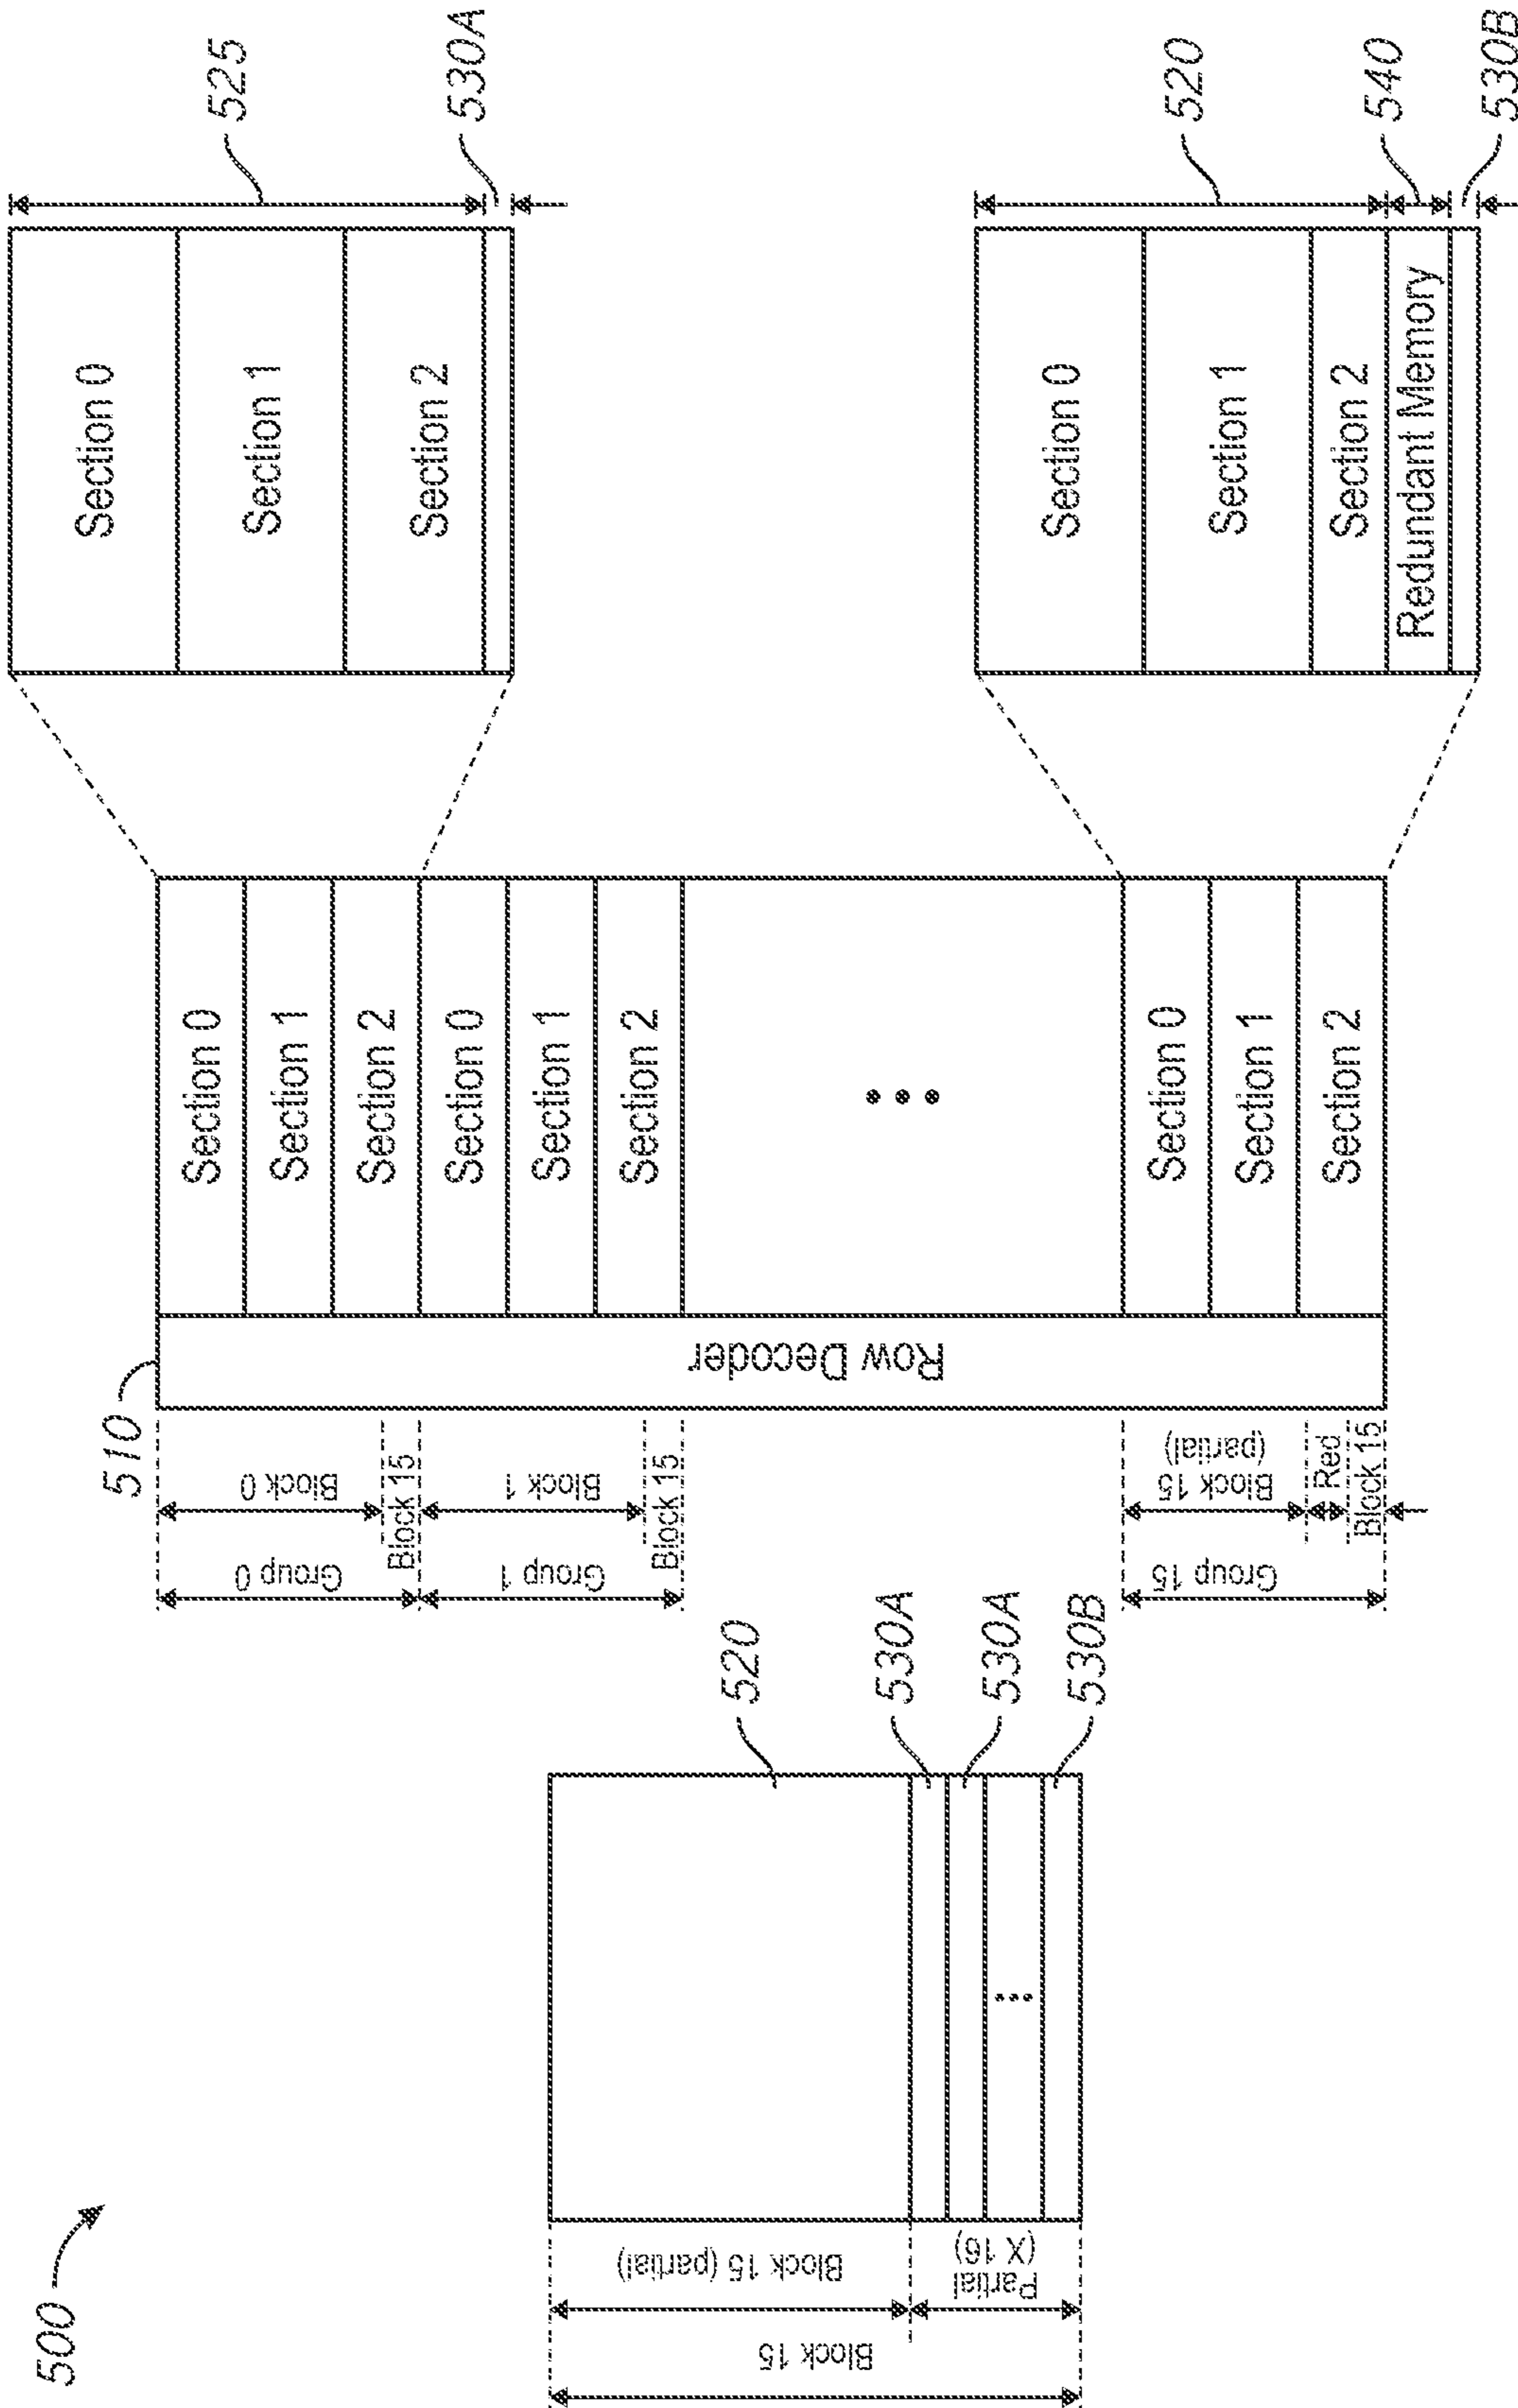 500
Block 15
Block 15 (partial)
Partial
(X 16)
520
530A
530A
530B
510
Group 0
Group 1
Group 15
Block 0
Block 15
Block 1
Block 15
Block 15
(partial)
Red
Block 15
Row Decoder
Section 0
Section 1
Section 2
Section 0
Section 1
Section 2
Section 0
Section 1
Section 2
Section 0
Section 1
Section 2
525
530A
Section 0
Section 1
Section 2
Redundant Memory
520
540
530B